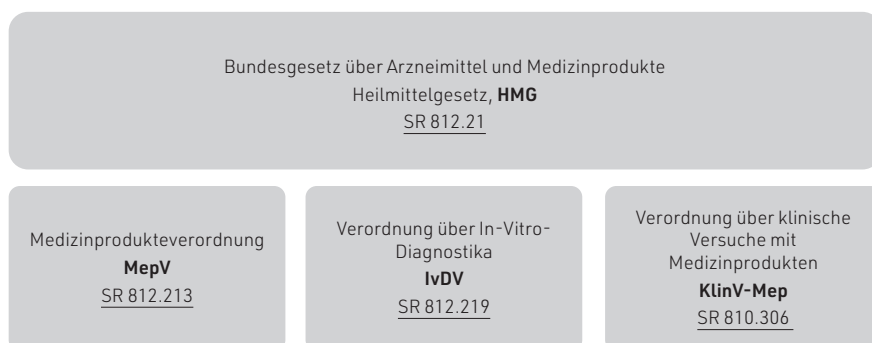 Bundesgesetz über Arzneimittel und Medizinprodukte
Heilmittelgesetz, HMG
SR 812.21
Medizinprodukteverordnung
MepV
SR 812.213
Verordnung über In-Vitro-
Diagnostika
IvDV
SR 812.219
Verordnung über klinische
Versuche mit
Medizinprodukten
KlinV-Mep
SR 810.306